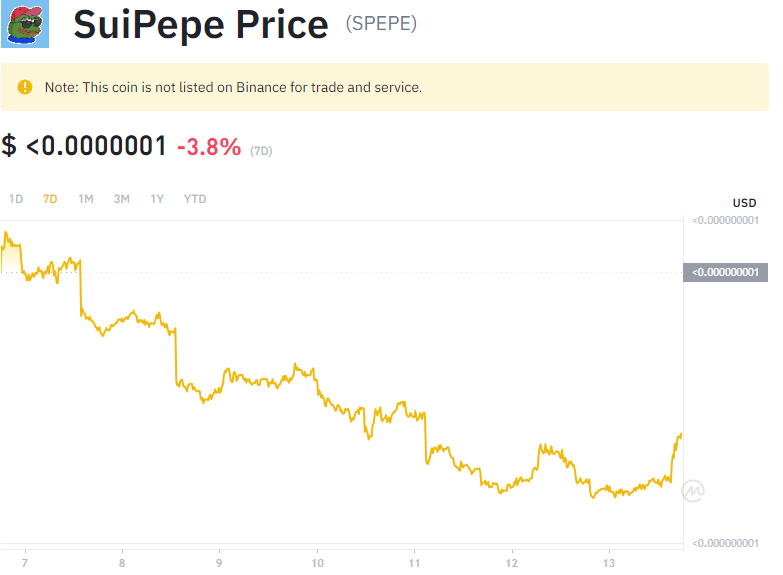 SuiPepe Price (SPEPE)
Note: This coin is not listed on Binance for trade and service.
$ <0.0000001 -3.8% (7D)
1D 7D 1M 3M 1Y YTD
USD
<0.000000001
<0.000000001
<0.000000001
7 8 9 10 11 12 13